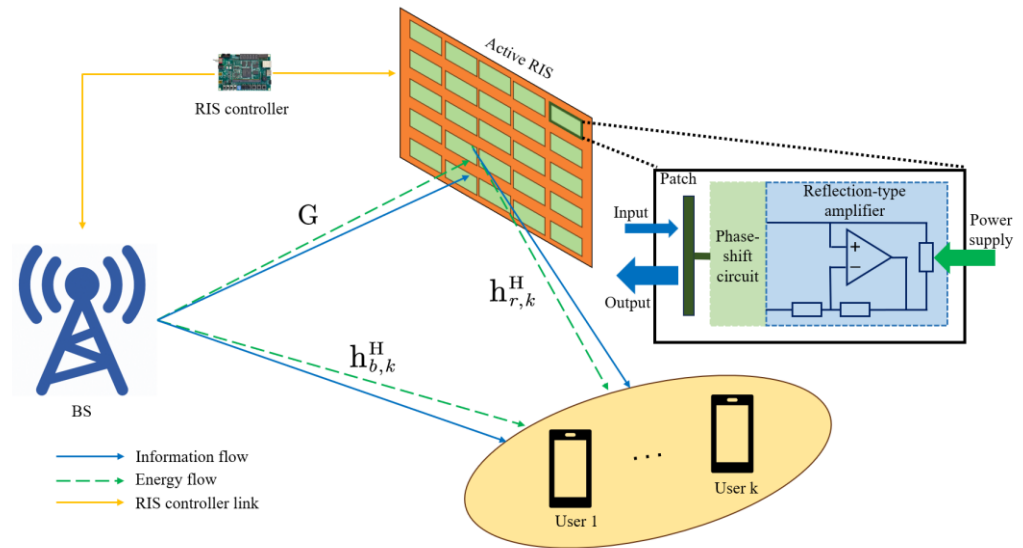 Active RIS
RIS controller
Patch
Reflection-type
amplifier
Input
Power
supply
Phase-
shift
circuit
Output
+
−
G
h_{r,k}^H
h_{b,k}^H
BS
Information flow
Energy flow
RIS controller link
User 1
...
User k